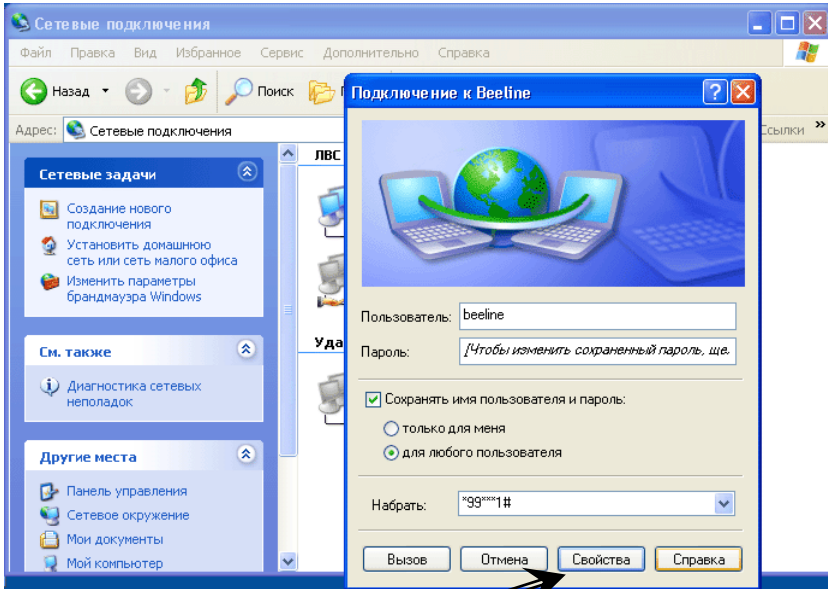 Сетевые подключения
Файл Правка Вид Избранное Сервис Дополнительно Справка
Назад Поиск
Адрес: Сетевые подключения
Ссылки »
Сетевые задачи
Создание нового
подключения
Установить домашнюю
сеть или сеть малого офиса
Изменить параметры
брандмауэра Windows
См. также
Диагностика сетевых
неполадок
Другие места
Панель управления
Сетевое окружение
Мои документы
Мой компьютер
ЛВС
Уда
Подключение к Beeline
Пользователь: beeline
Пароль: [Чтобы изменить сохраненный пароль, ще
Сохранять имя пользователя и пароль:
только для меня
для любого пользователя
Набрать: *99***1#
Вызов Отмена Свойства Справка